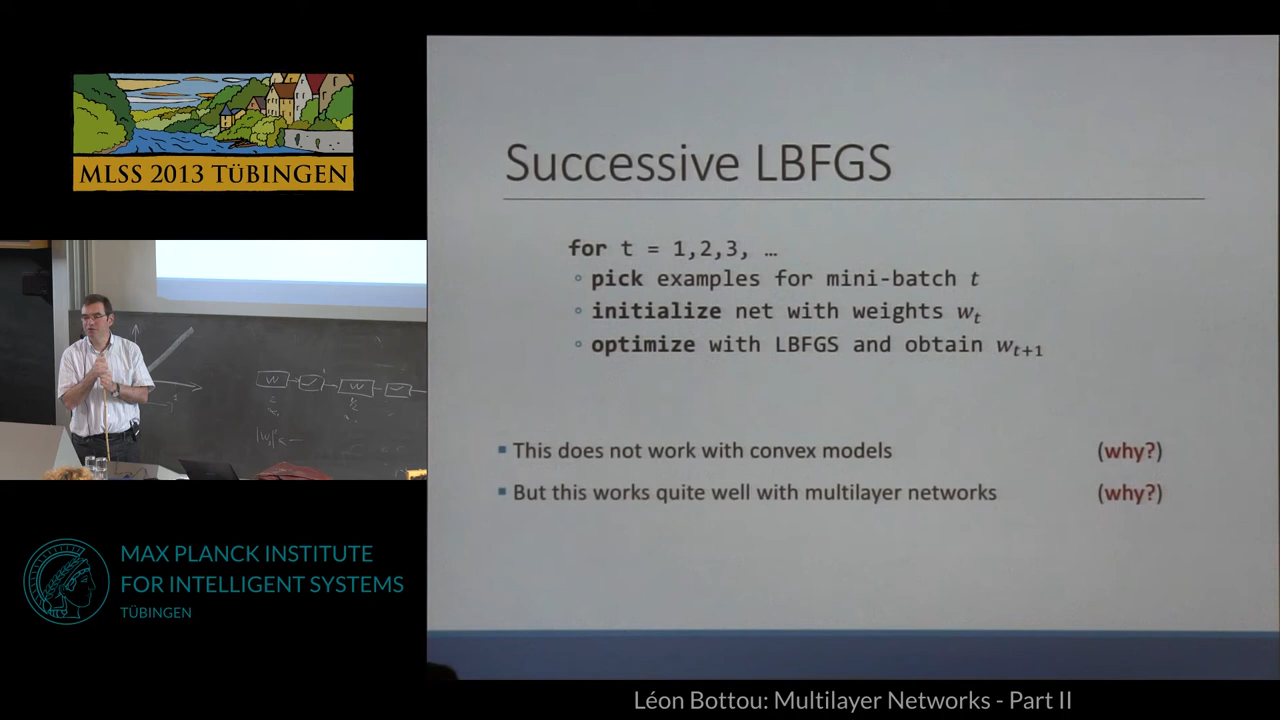 MLSS 2013 TÜBINGEN
Successive LBFGS
for t = 1,2,3, …
◦ pick examples for mini-batch t
◦ initialize net with weights wₜ
◦ optimize with LBFGS and obtain wₜ₊₁
▪ This does not work with convex models (why?)
▪ But this works quite well with multilayer networks (why?)
W
W
MAX PLANCK INSTITUTE
FOR INTELLIGENT SYSTEMS
TÜBINGEN
Léon Bottou: Multilayer Networks - Part II